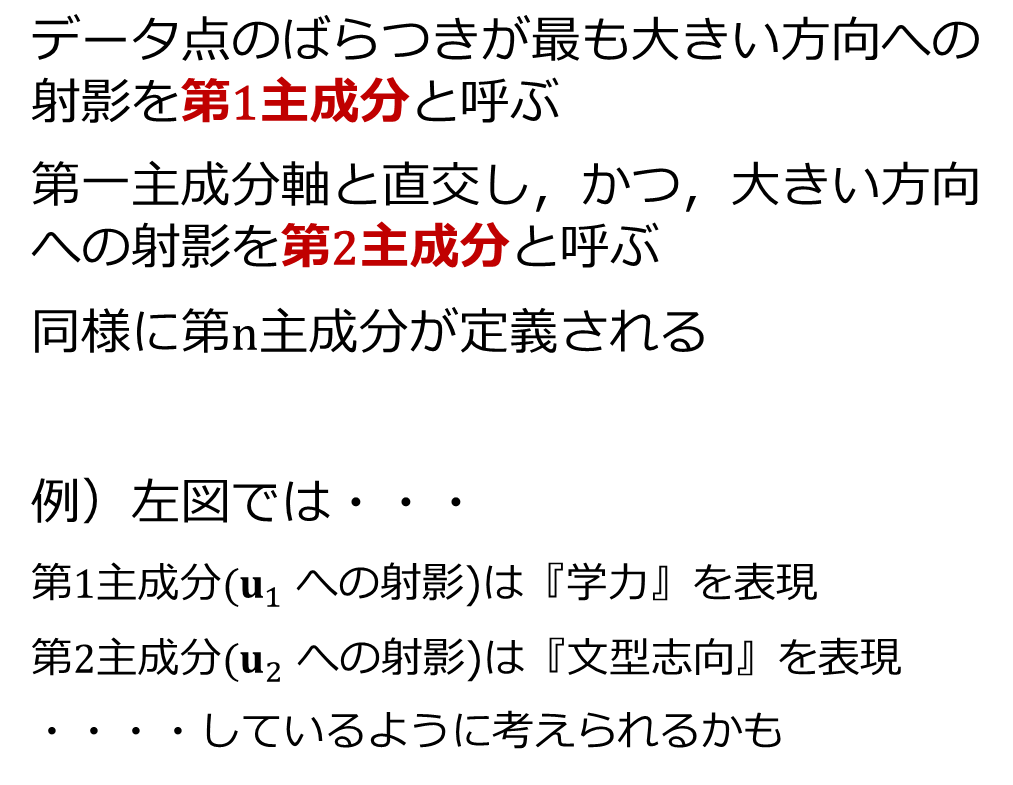 データ点のばらつきが最も大きい方向への
射影を第1主成分と呼ぶ
第一主成分軸と直交し，かつ，大きい方向
への射影を第2主成分と呼ぶ
同様に第n主成分が定義される
例）左図では・・・
第1主成分(u₁ への射影)は『学力』を表現
第2主成分(u₂ への射影)は『文型志向』を表現
・・・・しているように考えられるかも